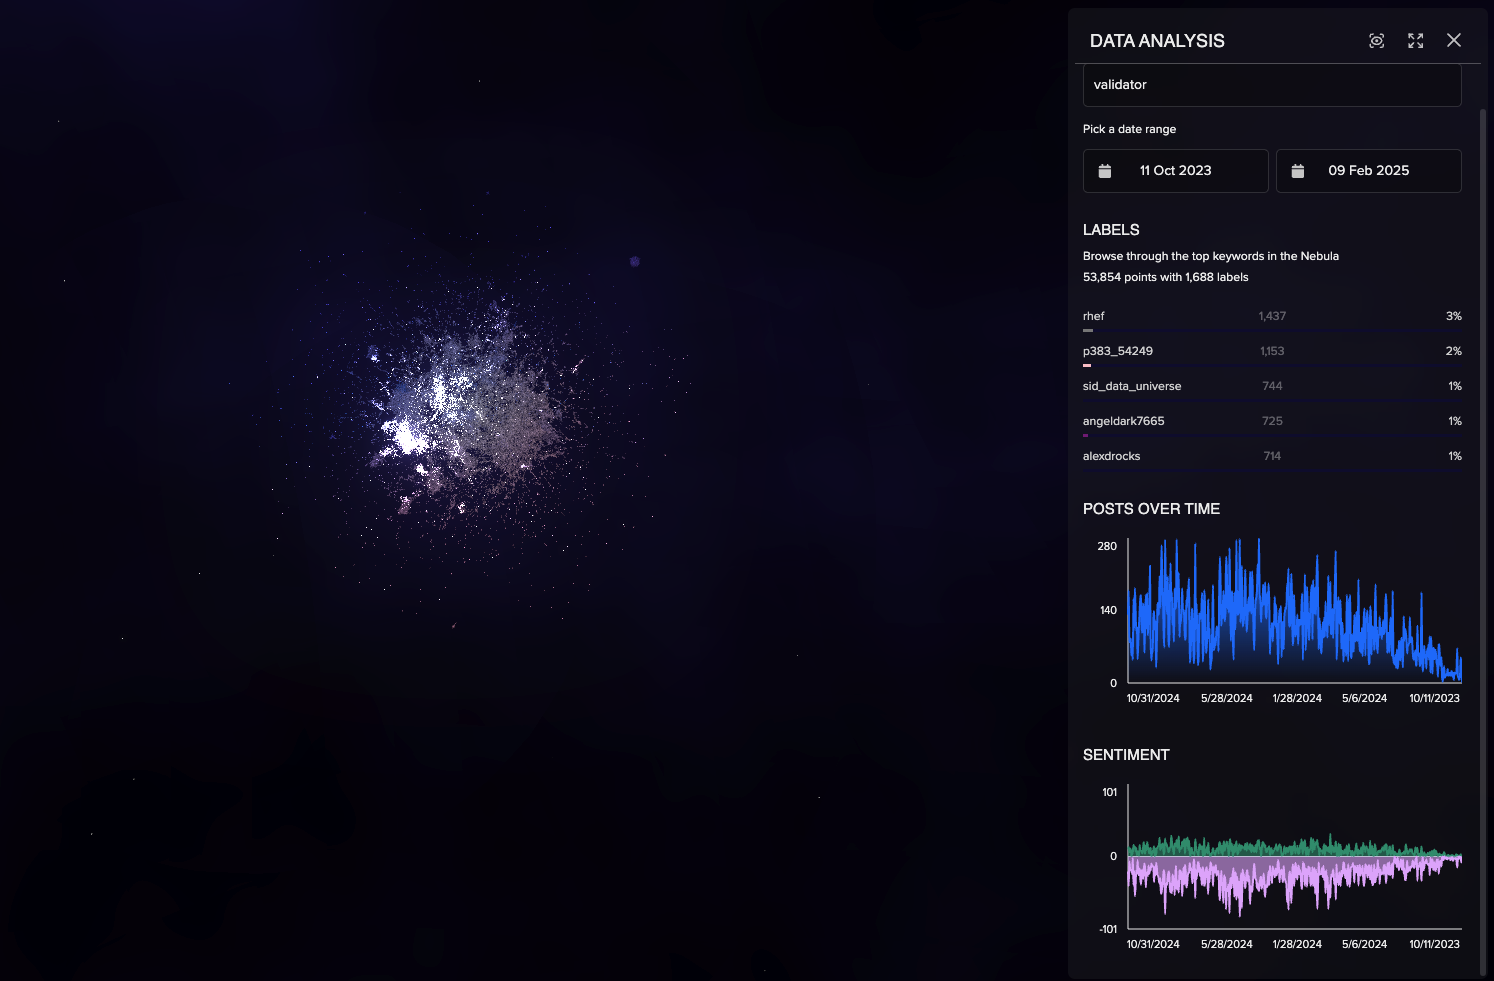 DATA ANALYSIS
validator
Pick a date range
11 Oct 2023
09 Feb 2025
LABELS
Browse through the top keywords in the Nebula
53,854 points with 1,688 labels
rhef 1,437 3%
p383_54249 1,153 2%
sid_data_universe 744 1%
angeldark7665 725 1%
alexdrocks 714 1%
POSTS OVER TIME
280
140
0
10/31/2024 5/28/2024 1/28/2024 5/6/2024 10/11/2023
SENTIMENT
101
0
-101
10/31/2024 5/28/2024 1/28/2024 5/6/2024 10/11/2023